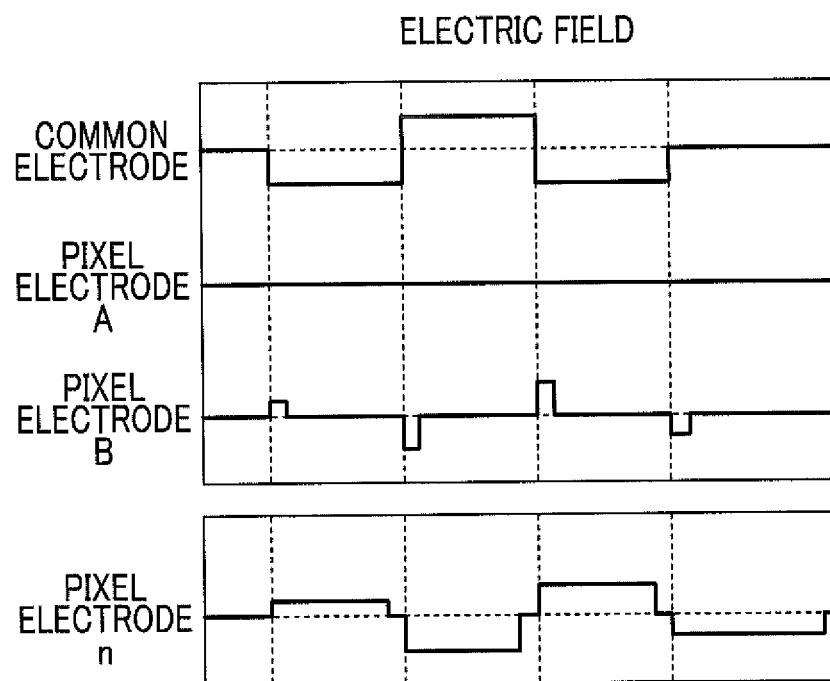 ELECTRIC FIELD
COMMON
ELECTRODE
PIXEL
ELECTRODE
A
PIXEL
ELECTRODE
B
PIXEL
ELECTRODE
n